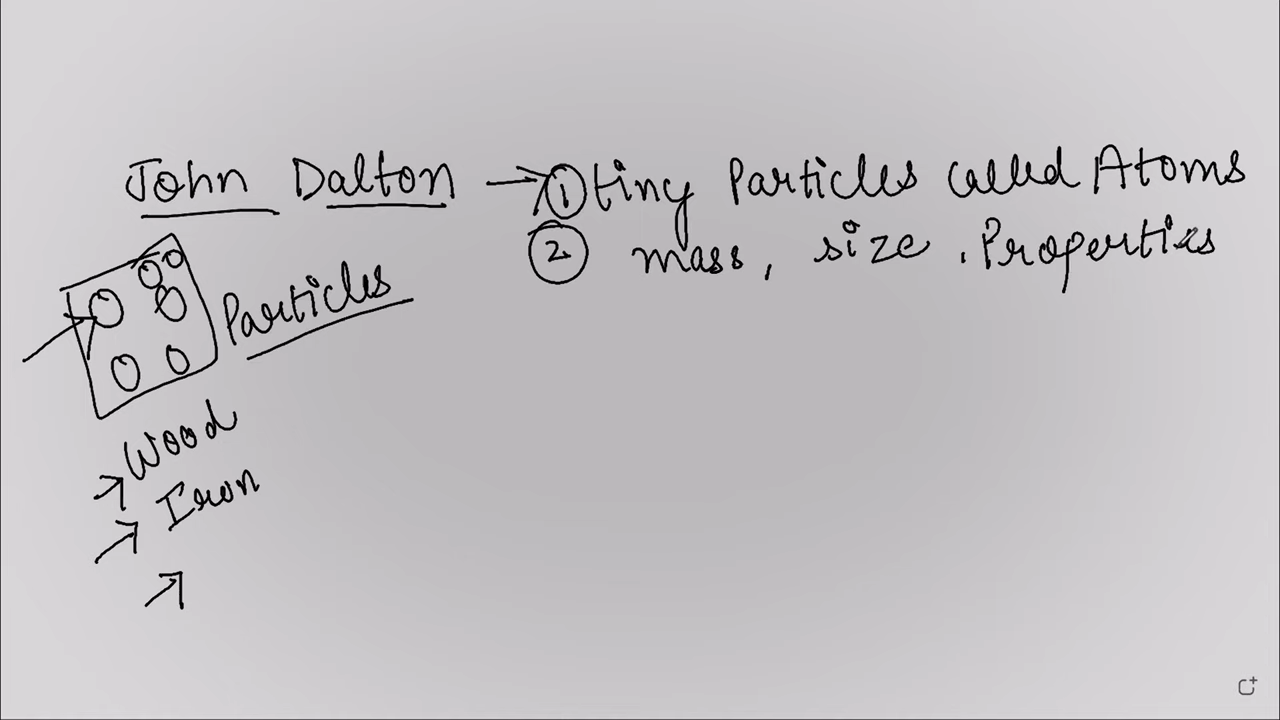 John Dalton → ① tiny Particles called Atoms
② mass, size, Properties
Particles
→ Wood
→ Iron
→